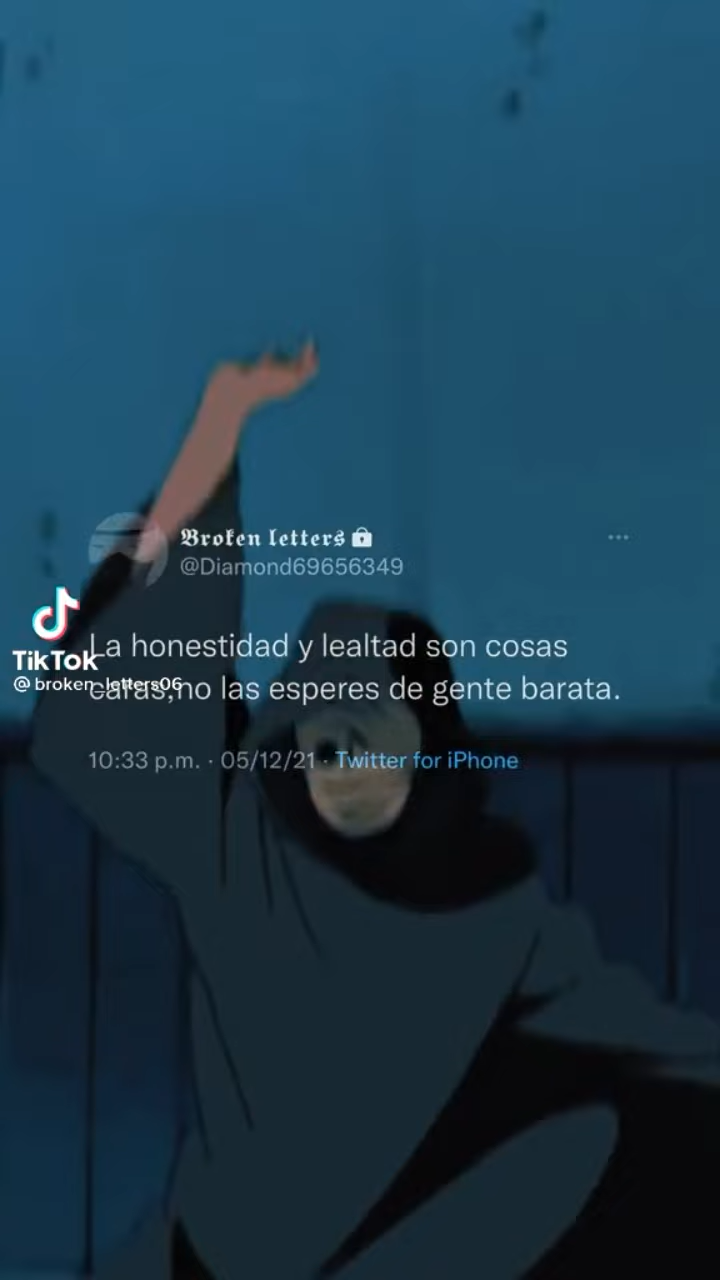 Broken letters
@Diamond69656349
La honestidad y lealtad son cosas
caras,no las esperes de gente barata.
10:33 p.m. · 05/12/21 · Twitter for iPhone
TikTok
@broken_letters06